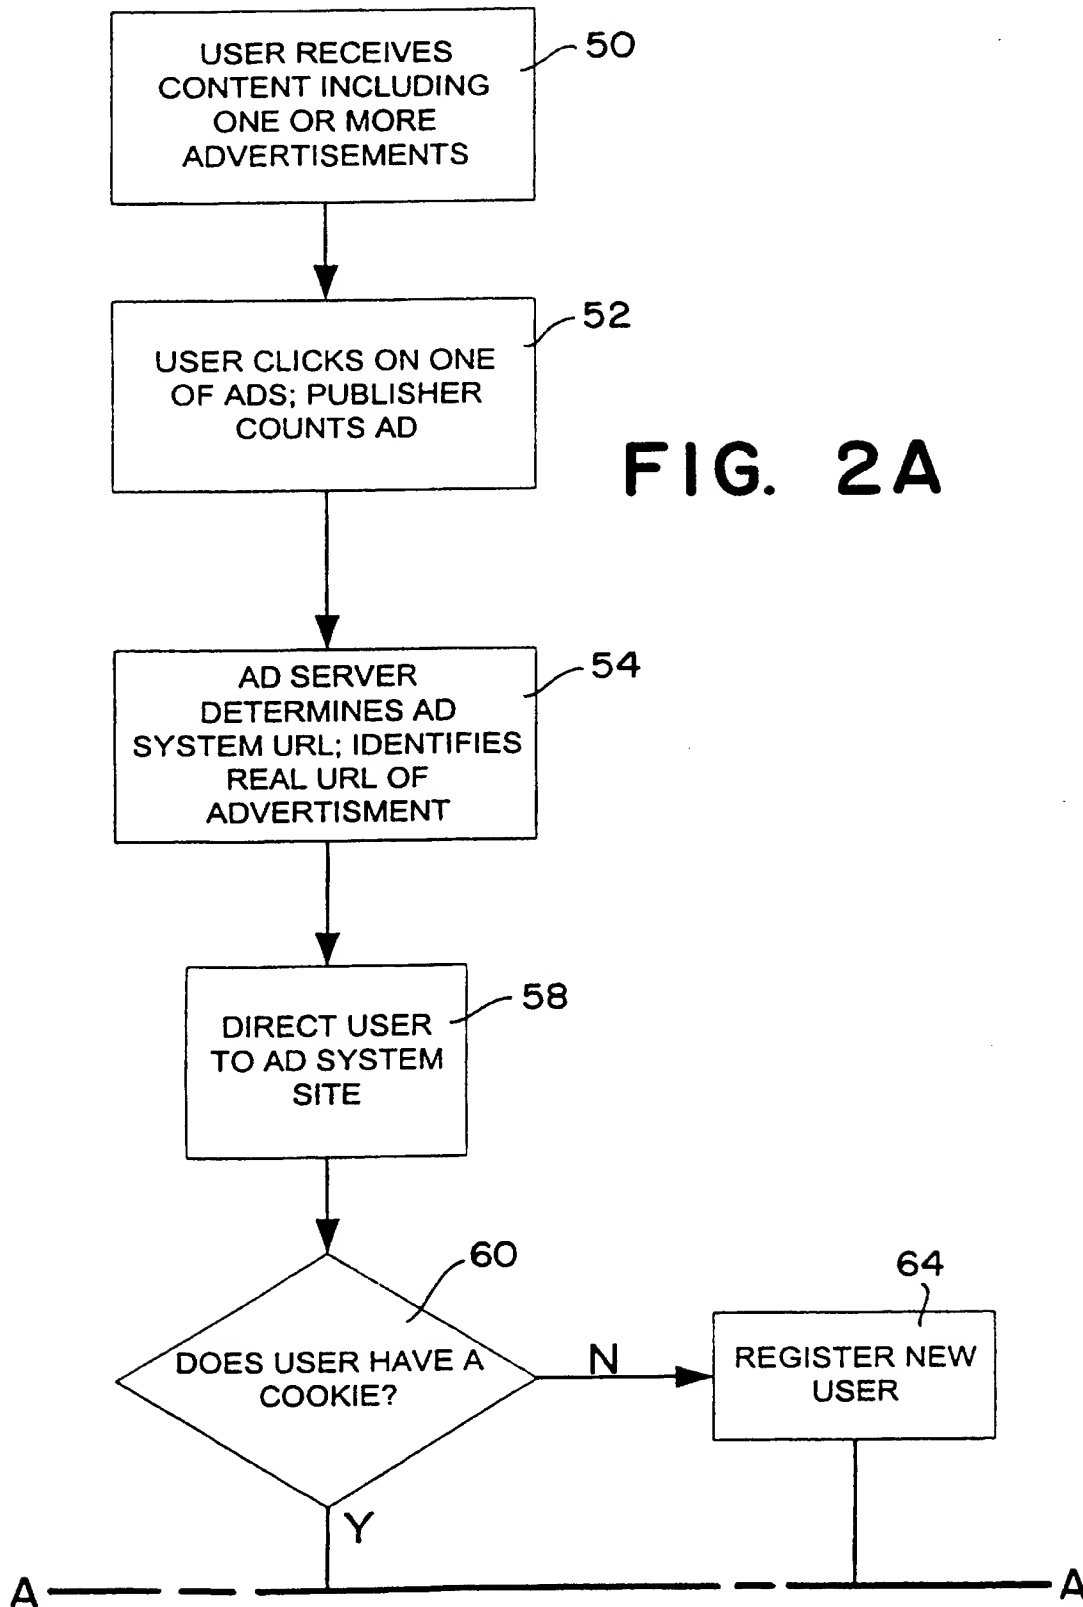 USER RECEIVES
CONTENT INCLUDING
ONE OR MORE
ADVERTISEMENTS
50
USER CLICKS ON ONE
OF ADS; PUBLISHER
COUNTS AD
52
FIG. 2A
AD SERVER
DETERMINES AD
SYSTEM URL; IDENTIFIES
REAL URL OF
ADVERTISMENT
54
DIRECT USER
TO AD SYSTEM
SITE
58
DOES USER HAVE A
COOKIE?
60
N
REGISTER NEW
USER
64
Y
A
A